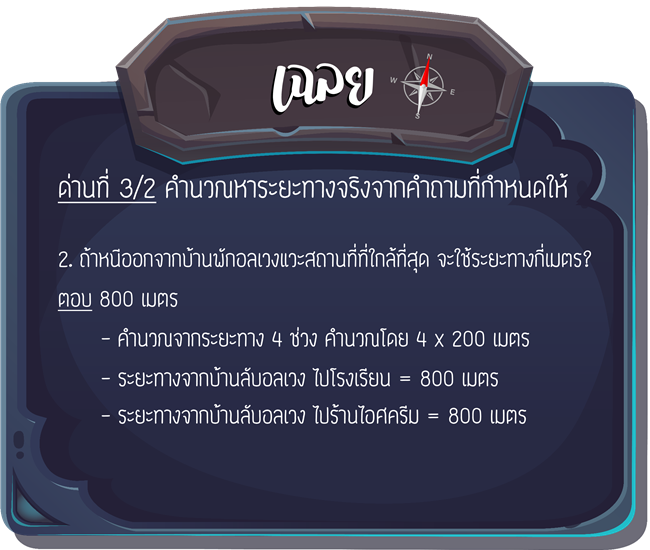 เฉลย
N
W
E
S
ด่านที่ 3/2 คำนวณหาระยะทางจริงจากคำถามที่กำหนดให้
2. ถ้าหนีออกจากบ้านพักอลเวงแวะสถานที่ที่ใกล้ที่สุด จะใช้ระยะทางกี่เมตร?
ตอบ 800 เมตร
- คำนวณจากระยะทาง 4 ช่วง คำนวณโดย 4 x 200 เมตร
- ระยะทางจากบ้านลับอลเวง ไปโรงเรียน = 800 เมตร
- ระยะทางจากบ้านลับอลเวง ไปร้านไอศครีม = 800 เมตร